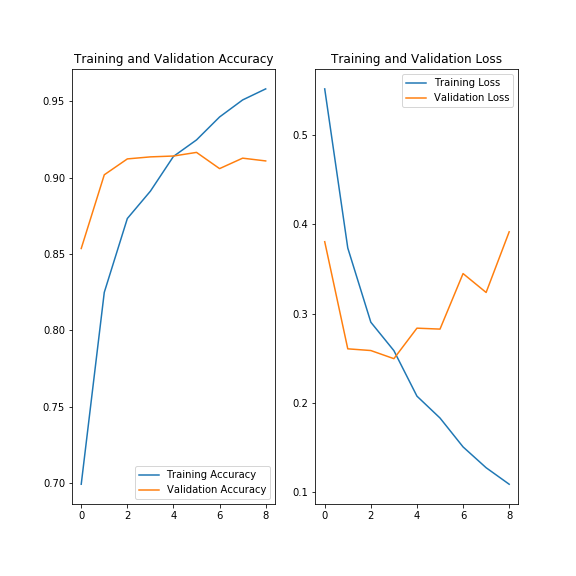 Training and Validation Accuracy
0.95
0.90
0.85
0.80
0.75
0.70
0 2 4 6 8
Training Accuracy
Validation Accuracy
Training and Validation Loss
0.5
0.4
0.3
0.2
0.1
0 2 4 6 8
Training Loss
Validation Loss